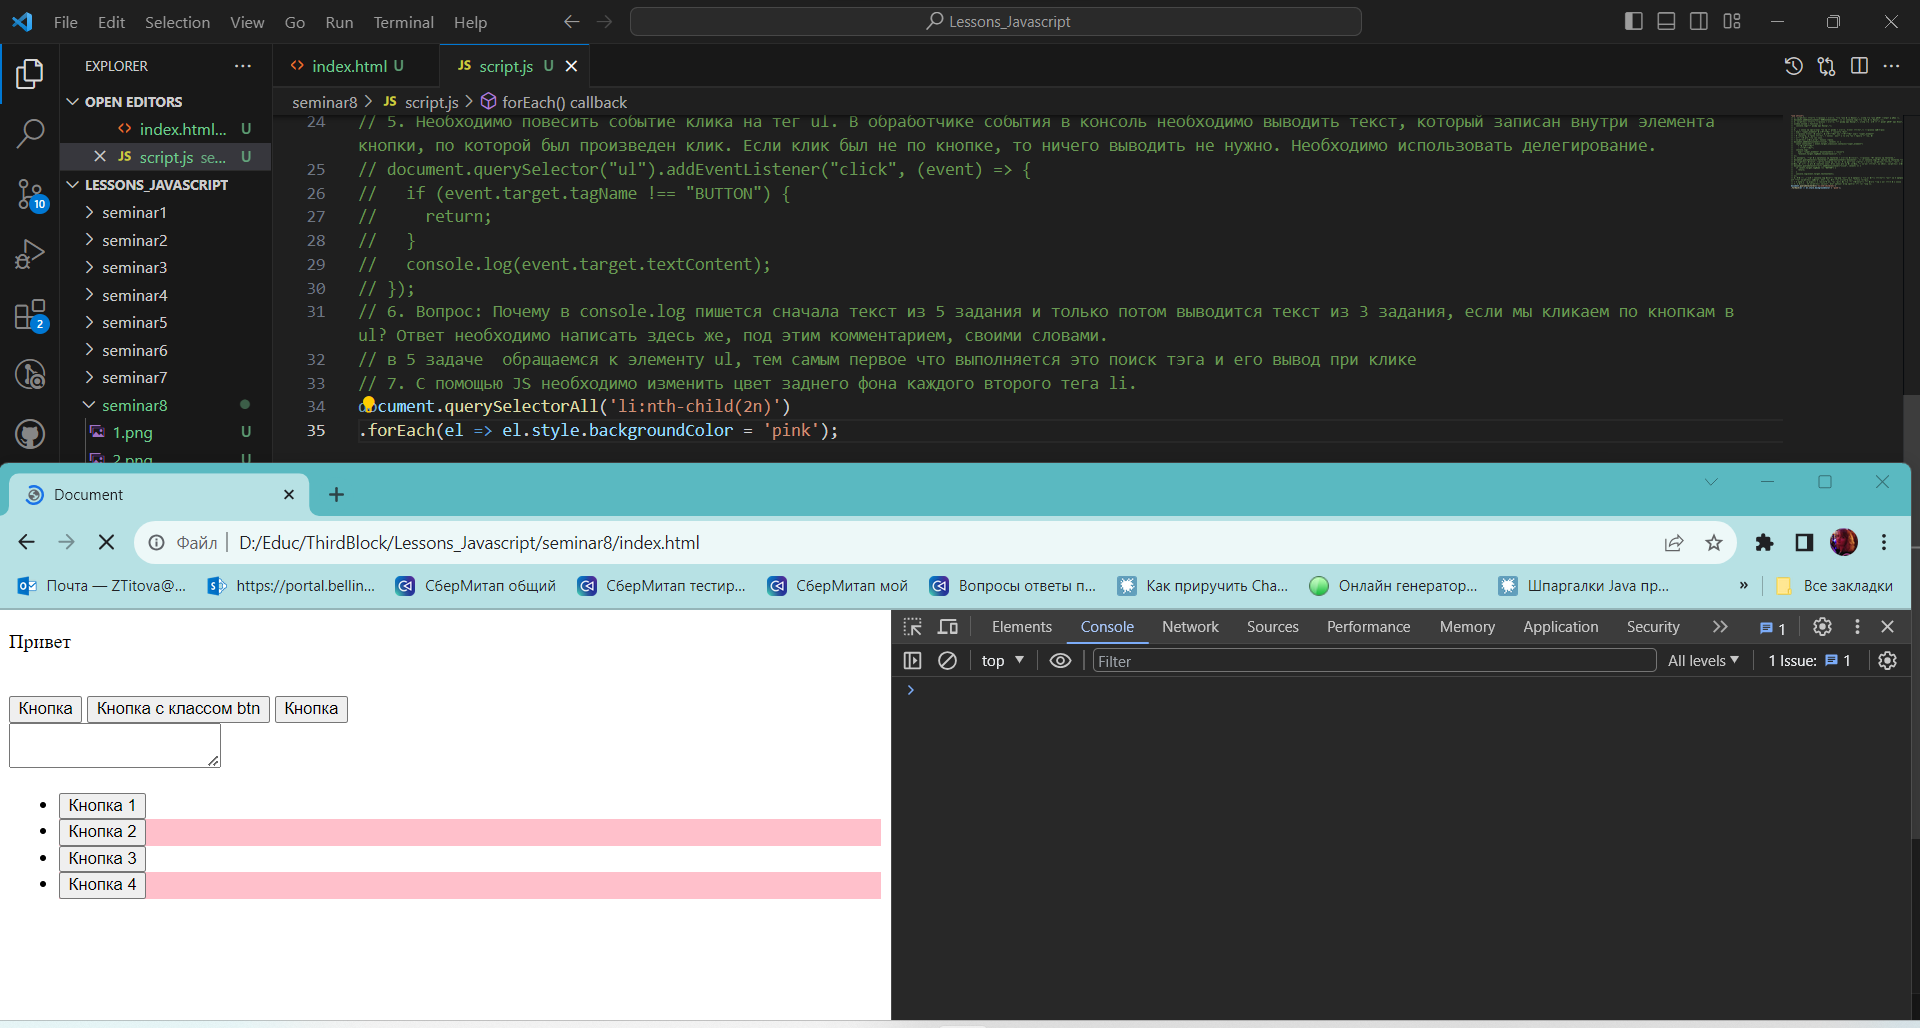 File Edit Selection View Go Run Terminal Help
Lessons_Javascript
EXPLORER
OPEN EDITORS
index.html... U
JS script.js se... U
LESSONS_JAVASCRIPT
seminar1
seminar2
seminar3
seminar4
seminar5
seminar6
seminar7
seminar8
1.png U
2.png U
10
2
index.html U
JS script.js U
seminar8 > JS script.js > forEach() callback
24 // 5. Необходимо повесить событие клика на тег ul. В обработчике события в консоль необходимо выводить текст, который записан внутри элемента
кнопки, по которой был произведен клик. Если клик был не по кнопке, то ничего выводить не нужно. Необходимо использовать делегирование.
25 // document.querySelector("ul").addEventListener("click", (event) => {
26 //   if (event.target.tagName !== "BUTTON") {
27 //     return;
28 //   }
29 //   console.log(event.target.textContent);
30 // });
31 // 6. Вопрос: Почему в console.log пишется сначала текст из 5 задания и только потом выводится текст из 3 задания, если мы кликаем по кнопкам в
ul? Ответ необходимо написать здесь же, под этим комментарием, своими словами.
32 // в 5 задаче  обращаемся к элементу ul, тем самым первое что выполняется это поиск тэга и его вывод при клике
33 // 7. С помощью JS необходимо изменить цвет заднего фона каждого второго тега li.
34 document.querySelectorAll('li:nth-child(2n)')
35 .forEach(el => el.style.backgroundColor = 'pink');
Document
Файл | D:/Educ/ThirdBlock/Lessons_Javascript/seminar8/index.html
Почта — ZTitova@... https://portal.bellin... СберМитап общий СберМитап тестир... СберМитап мой Вопросы ответы п... Как приручить Cha... Онлайн генератор... Шпаргалки Java пр... » Все закладки
Привет
Кнопка Кнопка с классом btn Кнопка
Кнопка 1
Кнопка 2
Кнопка 3
Кнопка 4
Elements Console Network Sources Performance Memory Application Security 1
top Filter All levels 1 Issue: 1